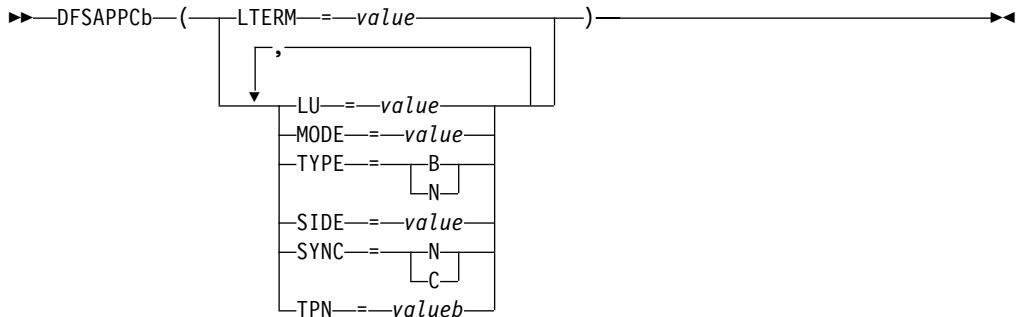 DFSAPPCb ( LTERM = value )
,
LU = value
MODE = value
TYPE = B
N
SIDE = value
SYNC = N
C
TPN = valueb